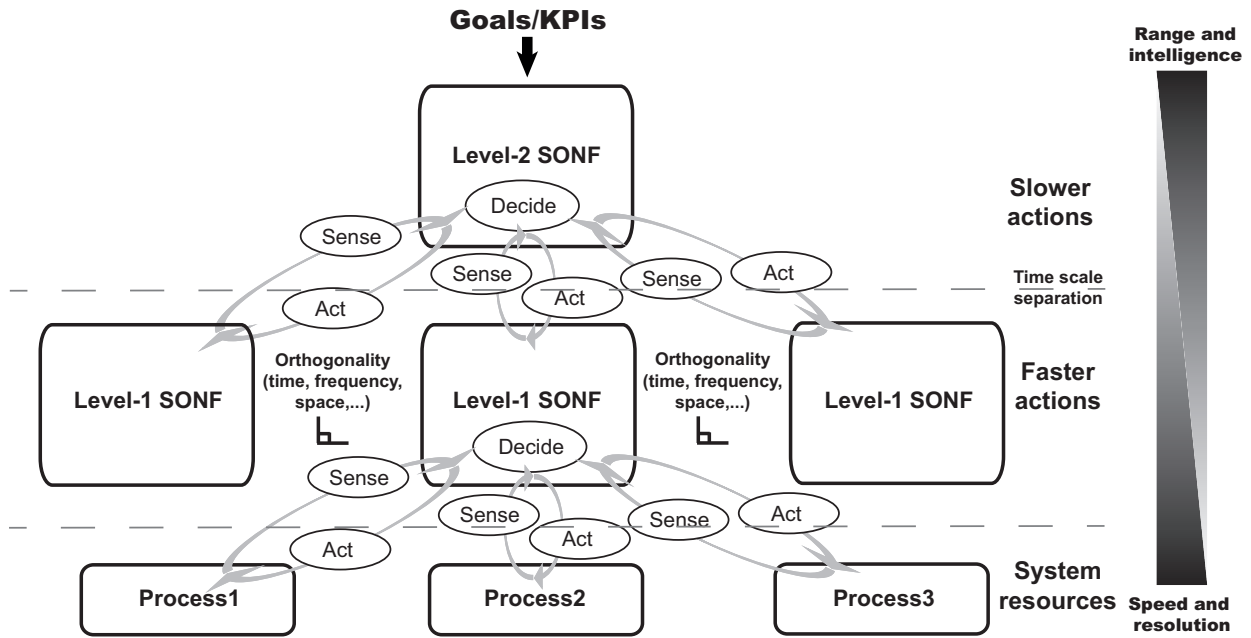 Goals/KPIs
Range and
intelligence
Level-2 SONF
Decide
Slower
actions
Sense
Sense
Act
Sense
Act
Act
Time scale
separation
Orthogonality
(time, frequency,
space,...)
Orthogonality
(time, frequency,
space,...)
Level-1 SONF
Level-1 SONF
Level-1 SONF
Faster
actions
Decide
Sense
Sense
Act
Sense
Act
Act
Process1
Process2
Process3
System
resources
Speed and
resolution